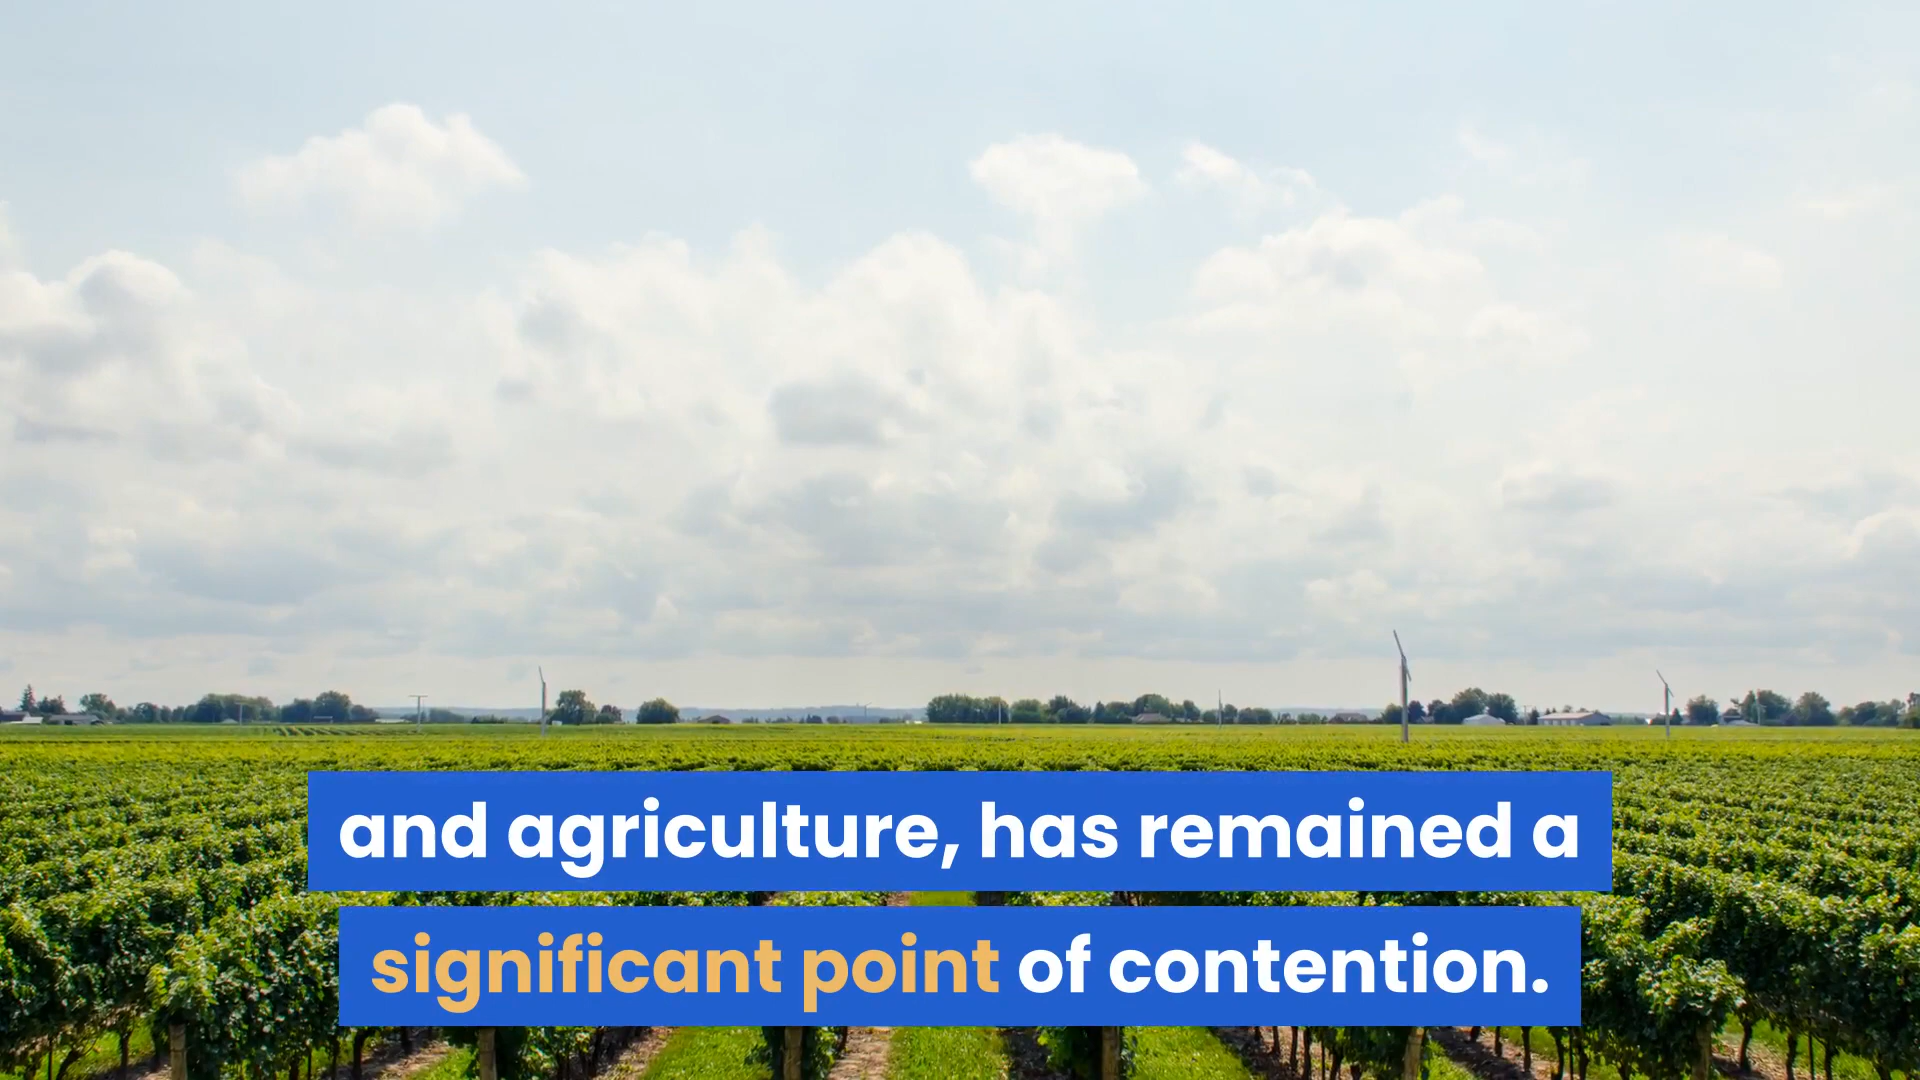 and agriculture, has remained a
significant point of contention.